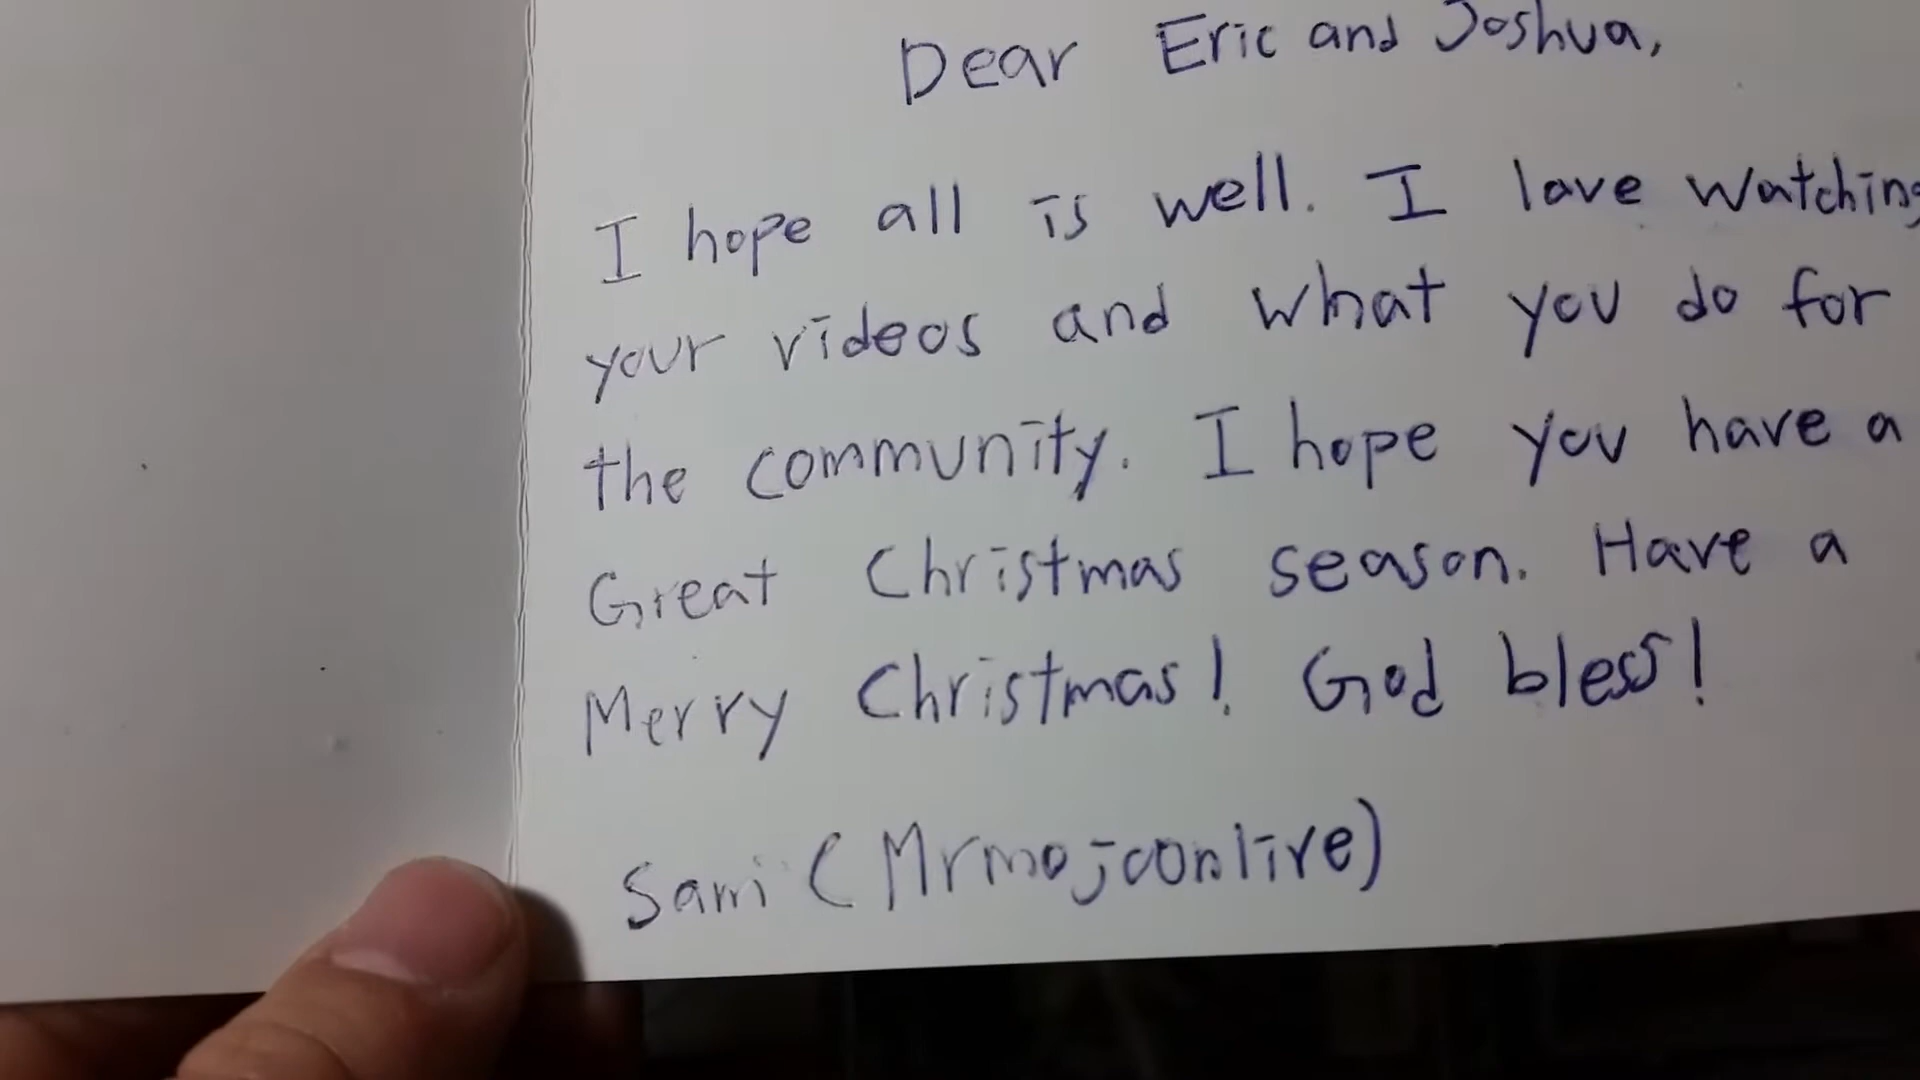 Dear Eric and Joshua,
I hope all is well. I love watching
your videos and what you do for
the community. I hope you have a
Great Christmas season. Have a
Merry Christmas! God bless!
Sami (Mrmojoonlive)